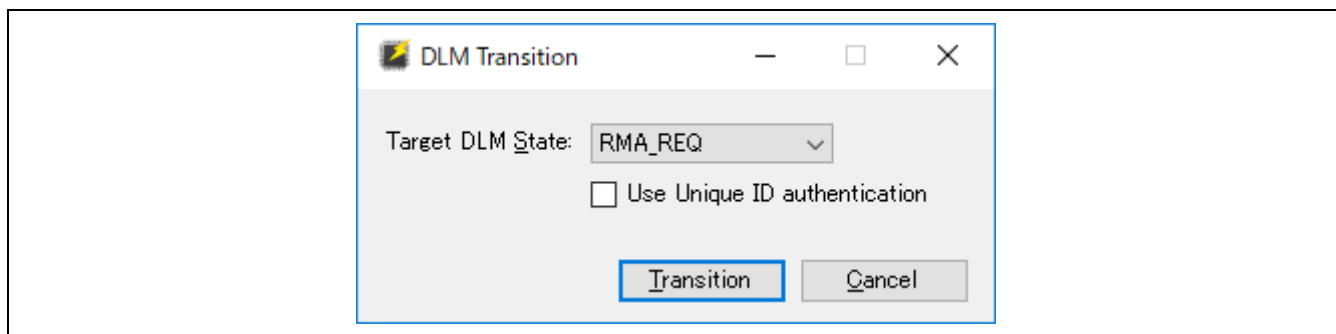 DLM Transition
Target DLM State: RMA_REQ
Use Unique ID authentication
Transition Cancel